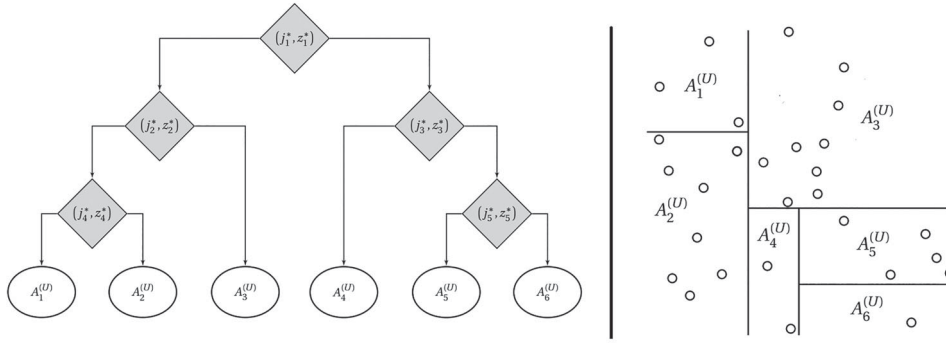 (j₁*, z₁*)
(j₂*, z₂*)
(j₃*, z₃*)
(j₄*, z₄*)
(j₅*, z₅*)
A₁⁽ᵁ⁾
A₂⁽ᵁ⁾
A₃⁽ᵁ⁾
A₄⁽ᵁ⁾
A₅⁽ᵁ⁾
A₆⁽ᵁ⁾
A₁⁽ᵁ⁾
A₃⁽ᵁ⁾
A₂⁽ᵁ⁾
A₄⁽ᵁ⁾
A₅⁽ᵁ⁾
A₆⁽ᵁ⁾